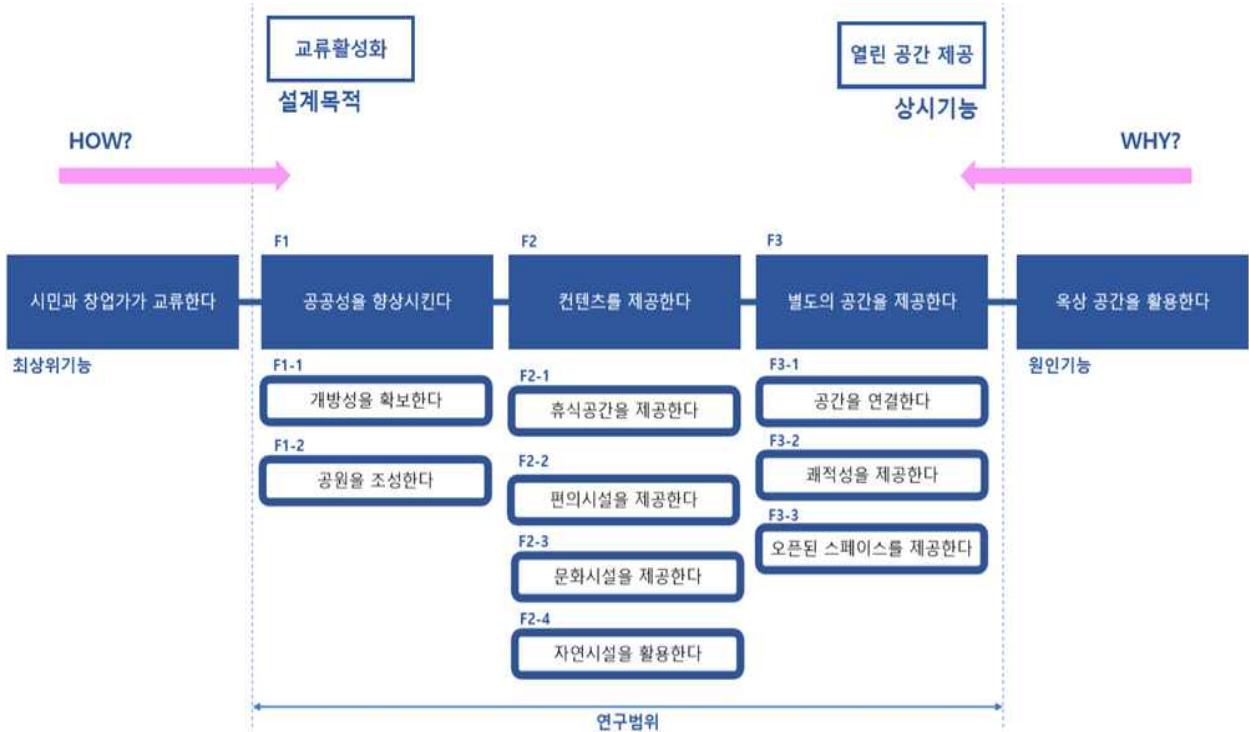 교류활성화
설계목적
열린 공간 제공
상시기능
HOW?
WHY?
시민과 창업가가 교류한다
최상위기능
F1
공공성을 향상시킨다
F1-1
개방성을 확보한다
F1-2
공원을 조성한다
F2
컨텐츠를 제공한다
F2-1
휴식공간을 제공한다
F2-2
편의시설을 제공한다
F2-3
문화시설을 제공한다
F2-4
자연시설을 활용한다
F3
별도의 공간을 제공한다
F3-1
공간을 연결한다
F3-2
쾌적성을 제공한다
F3-3
오픈된 스페이스를 제공한다
옥상 공간을 활용한다
원인기능
연구범위